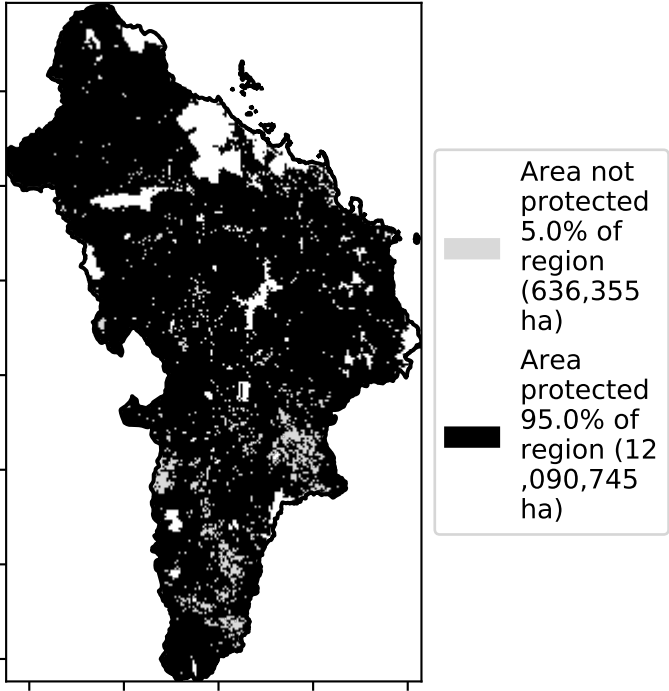 Area not
protected
5.0% of
region
(636,355
ha)
Area
protected
95.0% of
region (12
,090,745
ha)